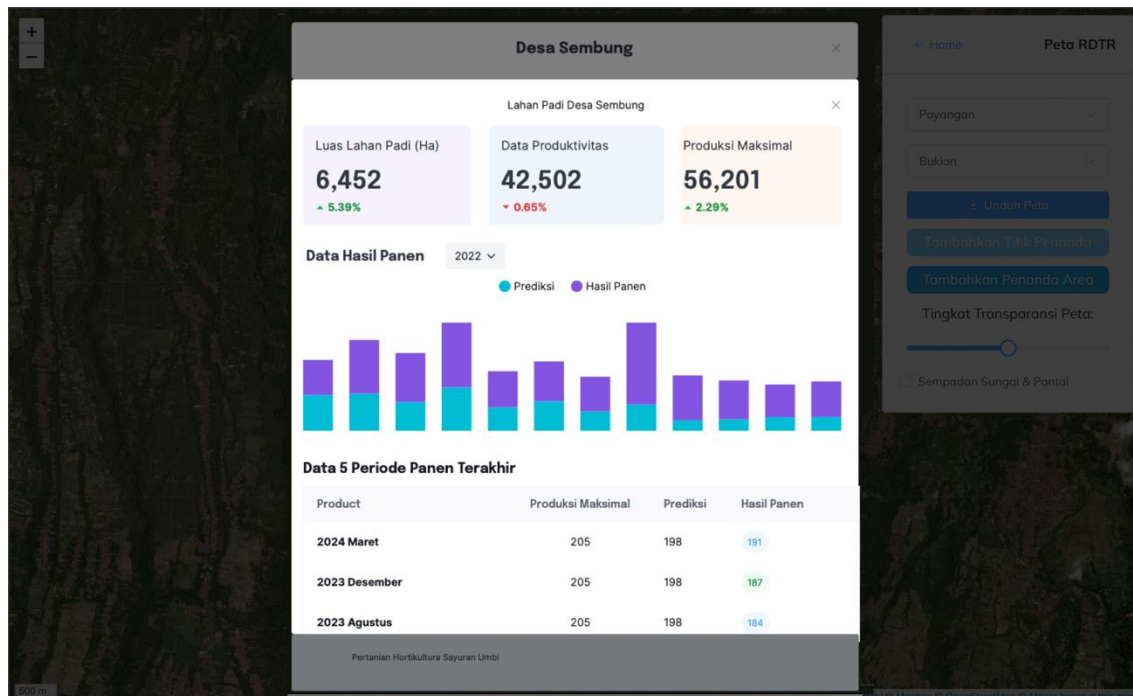 +
−
Desa Sembung ×
← Home Peta RDTR
Lahan Padi Desa Sembung ×
Payangan
Bukian
Unduh Peta
Tambahkan Titik Penanda
Tambahkan Penanda Area
Tingkat Transparansi Peta:
Sempadan Sungai & Pantai
Luas Lahan Padi (Ha)
6,452
5.39%
Data Produktivitas
42,502
0.65%
Produksi Maksimal
56,201
2.29%
Data Hasil Panen 2022
Prediksi Hasil Panen
Data 5 Periode Panen Terakhir
Product Produksi Maksimal Prediksi Hasil Panen
2024 Maret 205 198 191
2023 Desember 205 198 187
2023 Agustus 205 198 184
Pertanian Hortikultura Sayuran Umbi
500 m